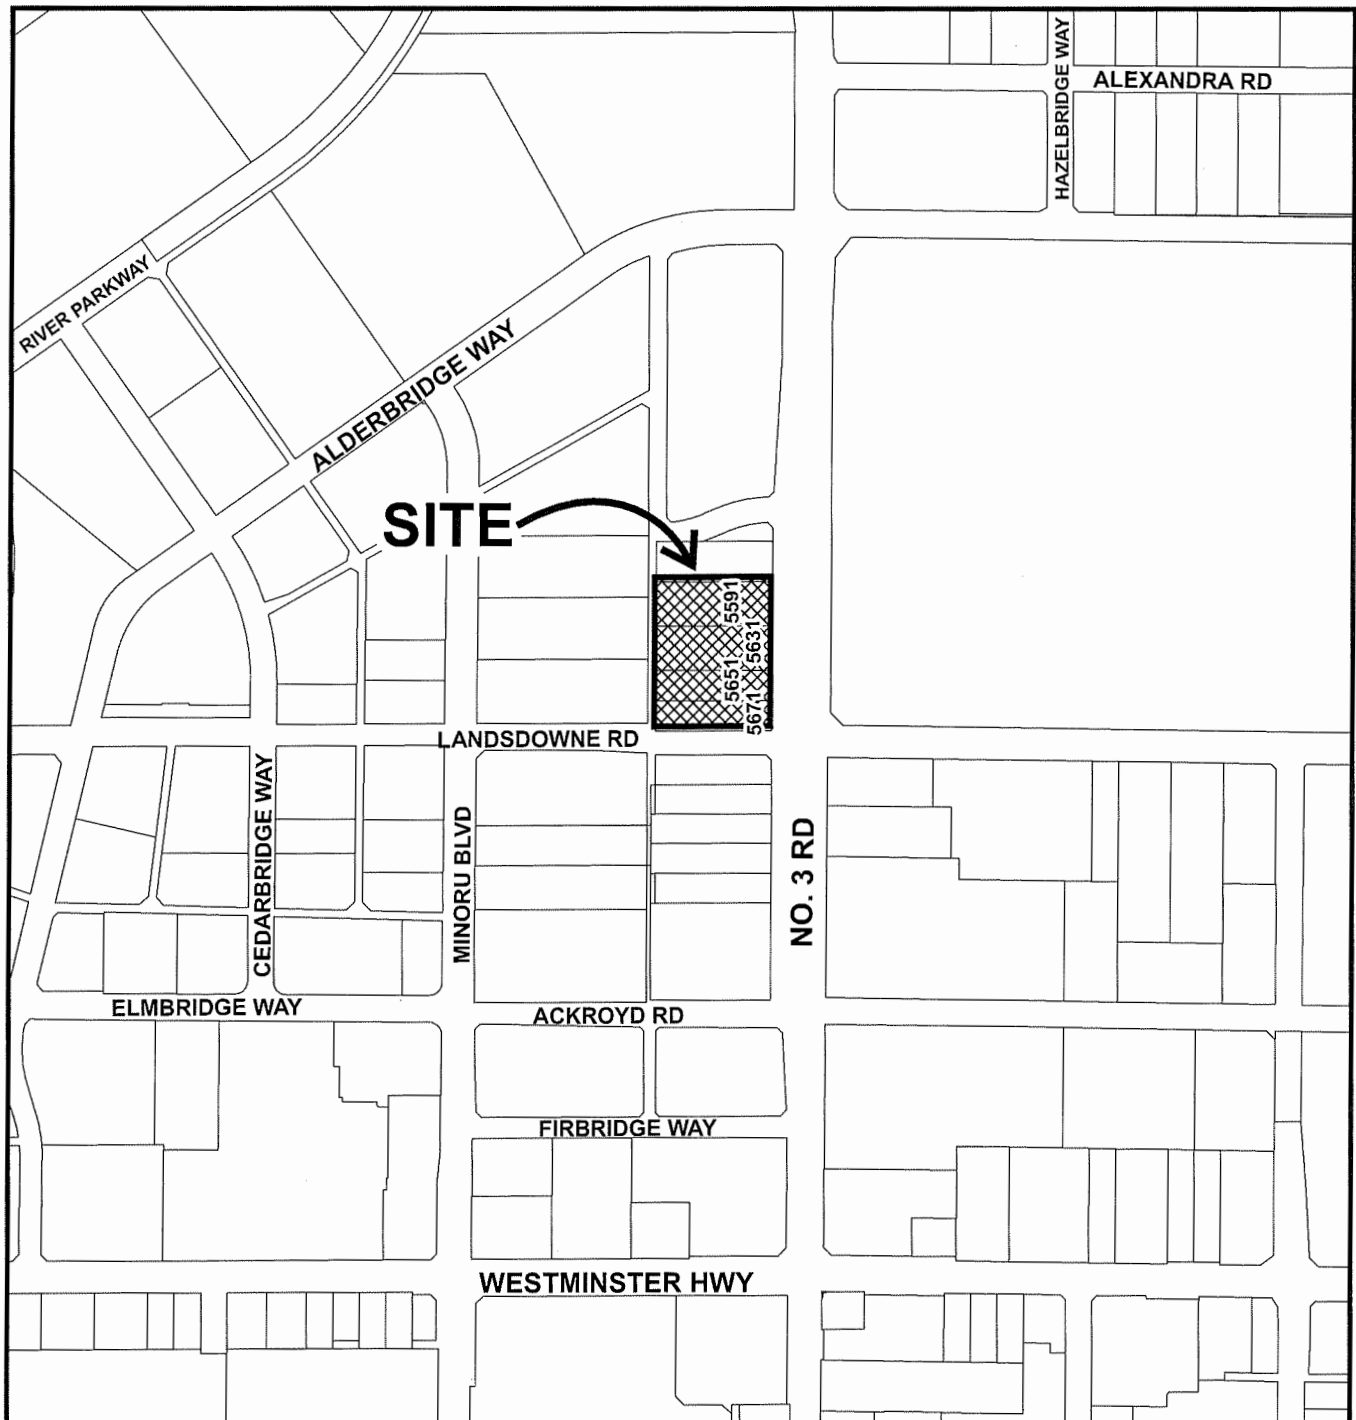 HAZELBRIDGE WAY
ALEXANDRA RD
RIVER PARKWAY
ALDERBRIDGE WAY
SITE
5591
5631
5651
5671
LANDSDOWNE RD
CEDARBRIDGE WAY
MINORU BLVD
NO. 3 RD
ELMBRIDGE WAY
ACKROYD RD
FIRBRIDGE WAY
WESTMINSTER HWY